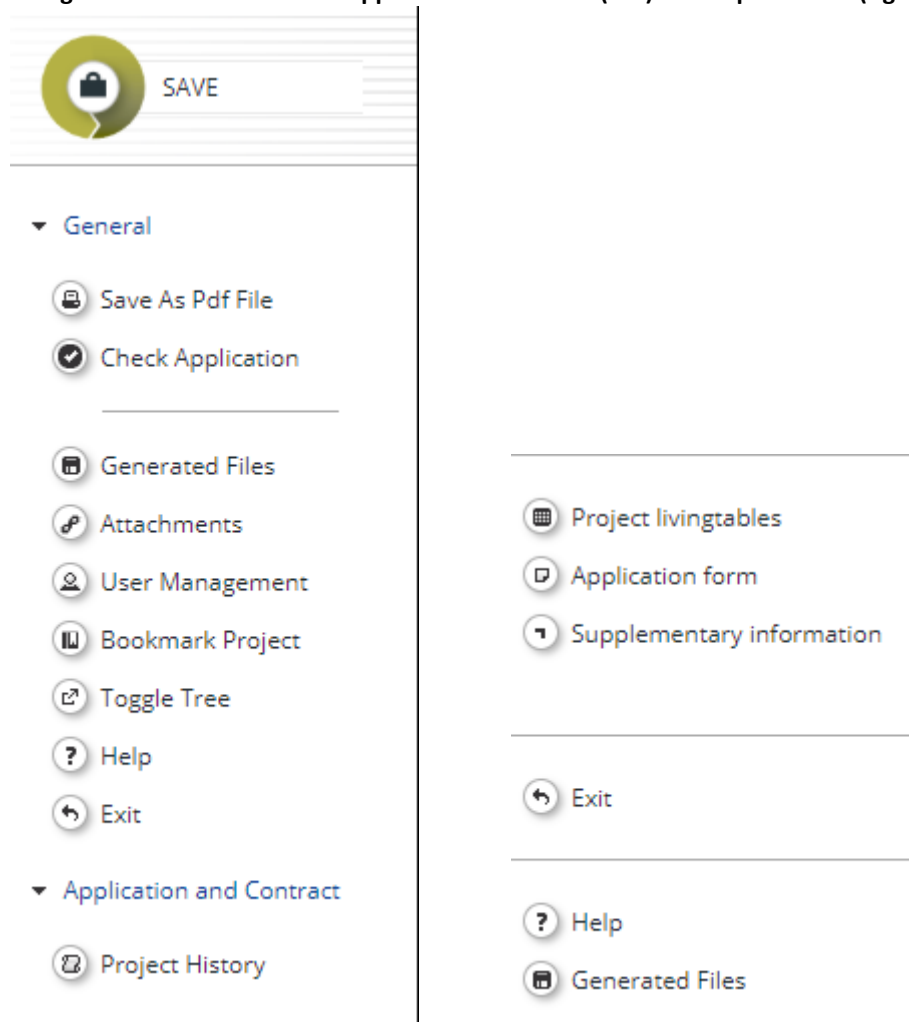 SAVE
General
Save As Pdf File
Check Application
Generated Files
Attachments
User Management
Bookmark Project
Toggle Tree
Help
Exit
Application and Contract
Project History
Project livingtables
Application form
Supplementary information
Exit
Help
Generated Files